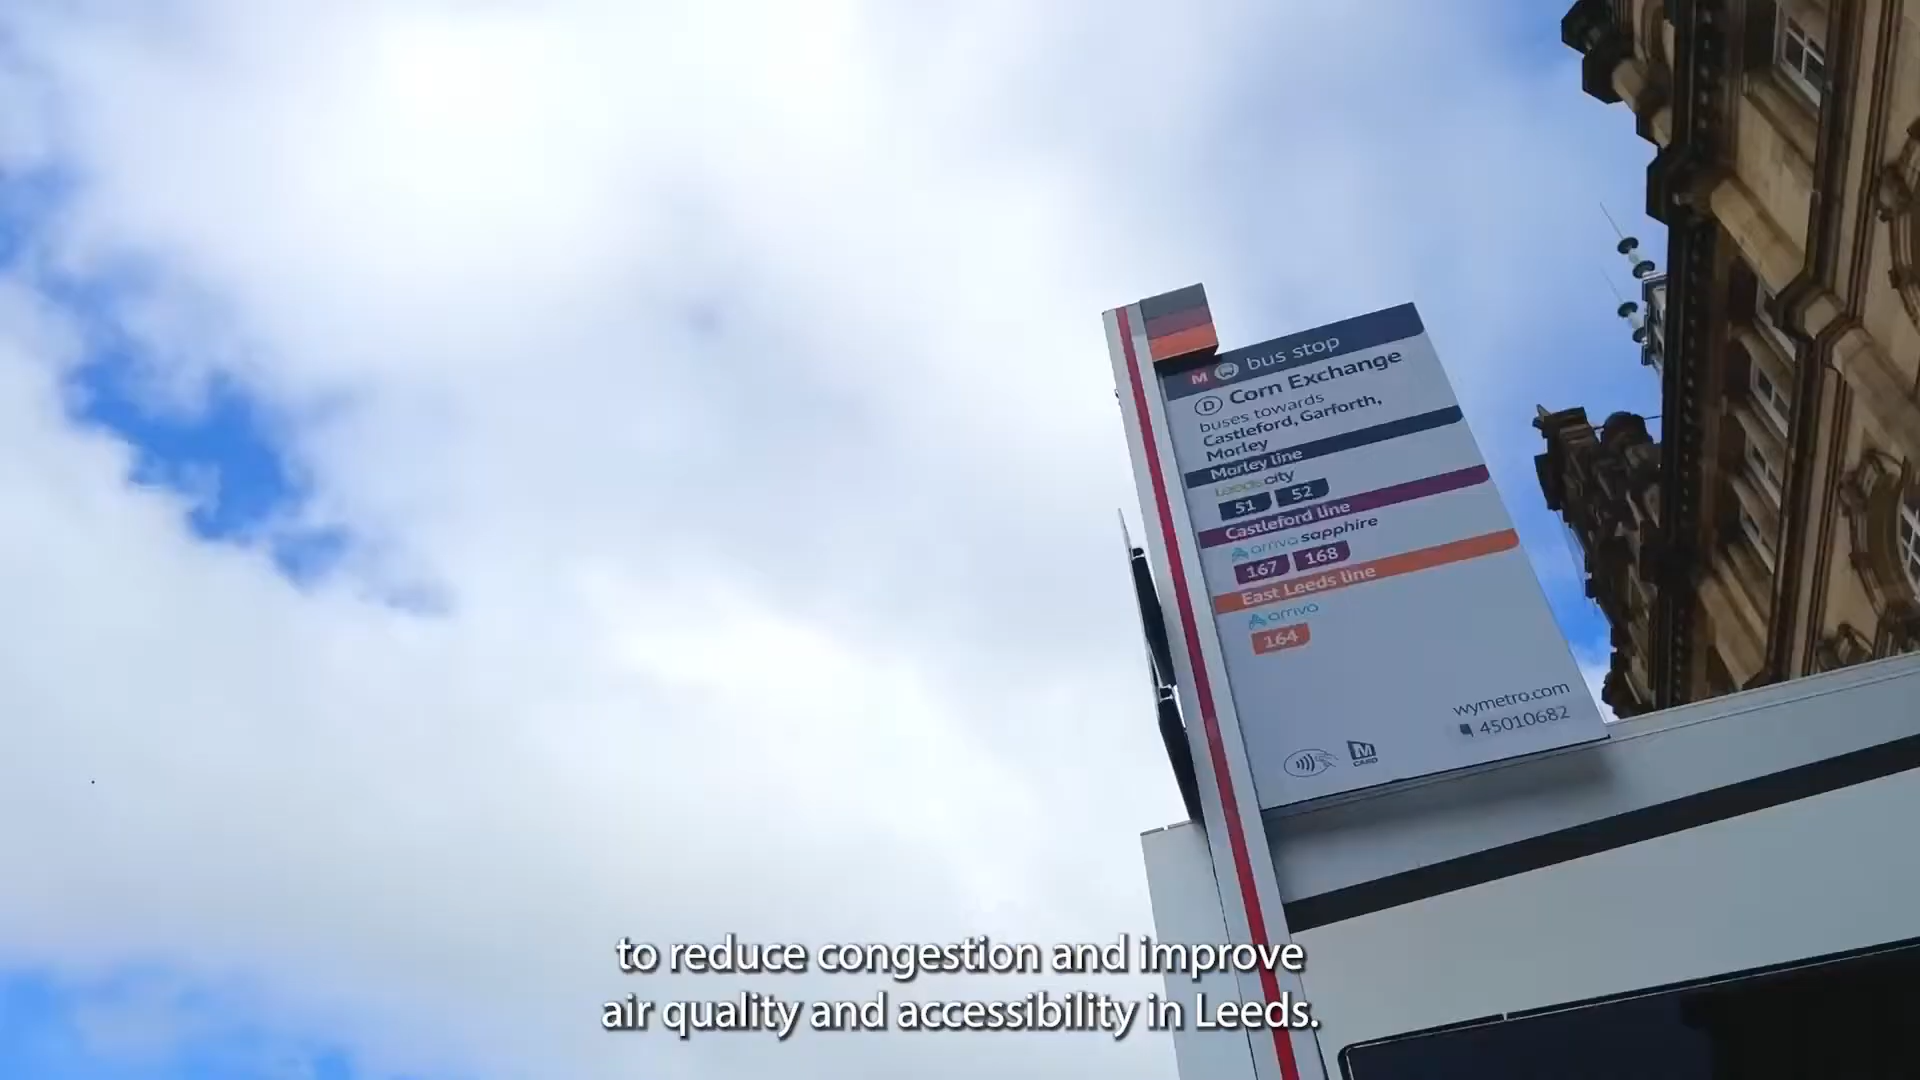 M bus stop
D Corn Exchange
buses towards
Castleford, Garforth,
Morley
Morley line
Leeds city
51 52
Castleford line
arriva sapphire
167 168
East Leeds line
arriva
164
wymetro.com
45010682
M
CARD
to reduce congestion and improve
air quality and accessibility in Leeds.